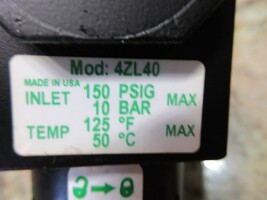 Mod: 4ZL40
MADE IN USA
INLET 150 PSIG MAX
10 BAR
TEMP 125 °F MAX
50 °C